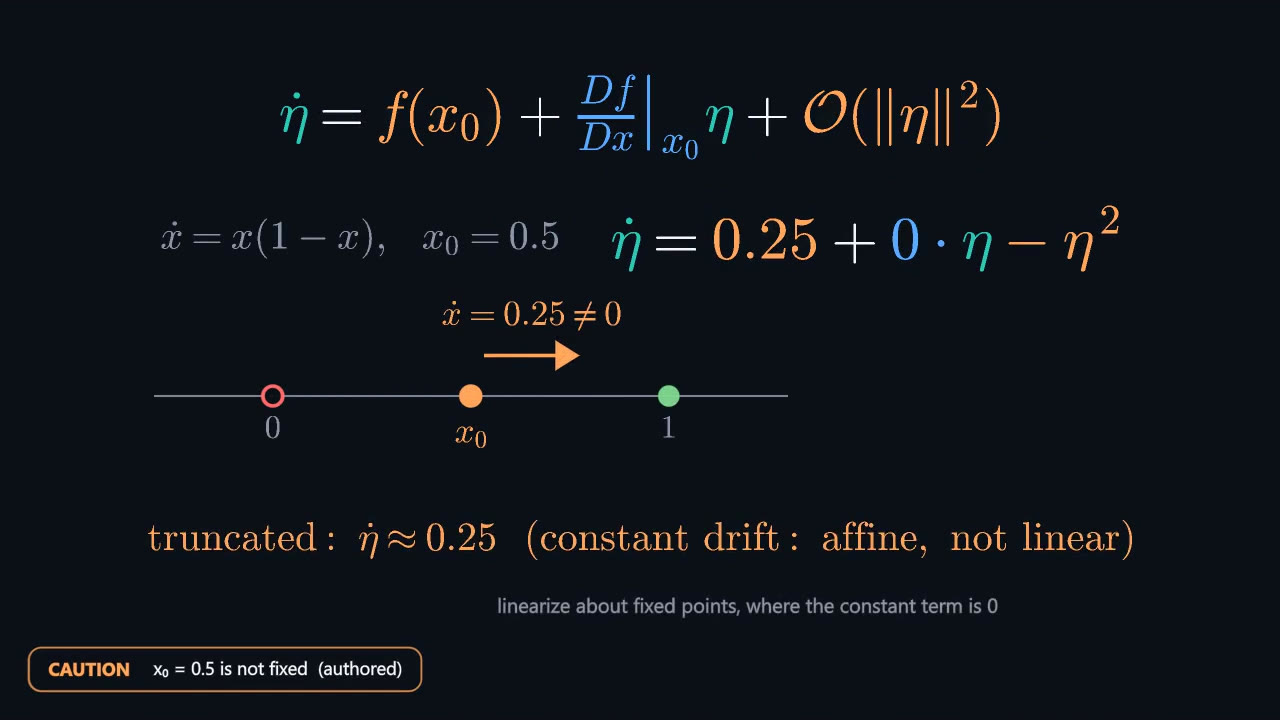 η̇ = f(x₀) + Df/Dx|ₓ₀ η + 𝒪(‖η‖²)
ẋ = x(1 − x), x₀ = 0.5
η̇ = 0.25 + 0 · η − η²
ẋ = 0.25 ≠ 0
0 x₀ 1
truncated : η̇ ≈ 0.25 (constant drift : affine, not linear)
linearize about fixed points, where the constant term is 0
CAUTION x₀ = 0.5 is not fixed (authored)